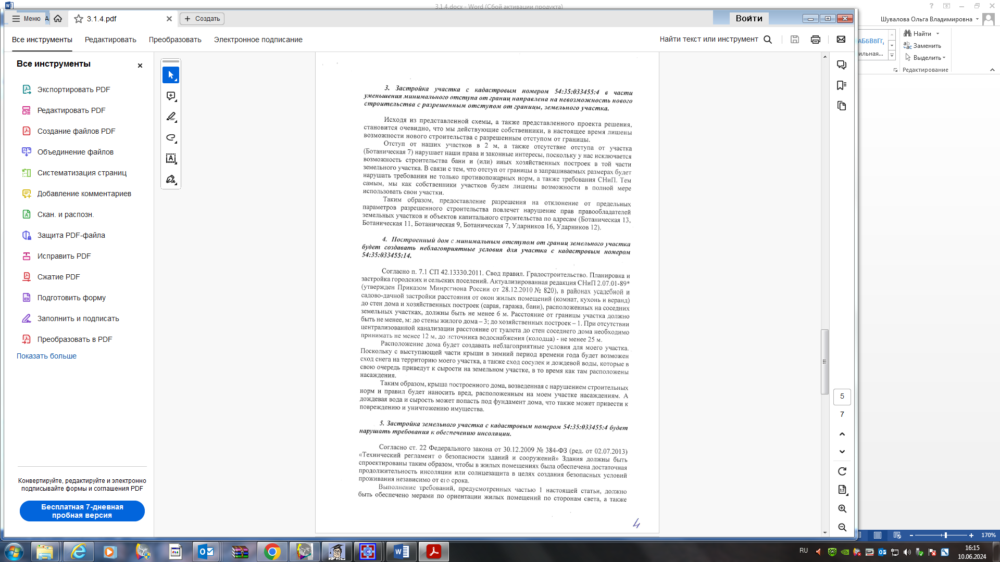 3.1.4.docx - Word (Сбой активации продукта)
Меню
3.1.4.pdf
Создать
Войти
Шувалова Ольга Владимировна
Все инструменты
Редактировать
Преобразовать
Электронное подписание
Найти текст или инструмент
Найти
Заменить
Выделить
Редактирование
Все инструменты
Экспортировать PDF
Редактировать PDF
Создание файлов PDF
Объединение файлов
Систематизация страниц
Добавление комментариев
Скан. и распозн.
Защита PDF-файла
Исправить PDF
Сжатие PDF
Подготовить форму
Заполнить и подписать
Преобразовать в PDF
Показать больше
Конвертируйте, редактируйте и электронно
подписывайте формы и соглашения PDF
Бесплатная 7-дневная
пробная версия
3. Застройка участка с кадастровым номером 54:35:033455:4 в части
уменьшения минимального отступа от границ направлена на невозможность нового
строительства с разрешенным отступом от границы, земельного участка.
Исходя из представленной схемы, а также представленного проекта решения,
становится очевидно, что мы действующие собственники, в настоящее время лишены
возможности нового строительства с разрешенным отступом от границы.
Отступ от наших участков в 2 м, а также отсутствие отступа от участка
(Ботаническая 7) нарушает наши права и законные интересы, поскольку у нас исключается
возможность строительства бани и (или) иных хозяйственных построек в той части
земельного участка. В связи с тем, что отступ от границы в запрашиваемых размерах будет
нарушать требования не только противопожарных норм, а также требования СНиП. Тем
самым, мы как собственники участков будем лишены возможности в полной мере
использовать свои участки.
Таким образом, предоставление разрешения на отклонение от предельных
параметров разрешенного строительства повлечет нарушение прав правообладателей
земельных участков и объектов капитального строительства по адресам (Ботаническая 13,
Ботаническая 11, Ботаническая 9, Ботаническая 7, Ударников 16, Ударников 12).
4. Построенный дом с минимальным отступом от границ земельного участка
будет создавать неблагоприятные условия для участка с кадастровым номером
54:35:033455:14.
Согласно п. 7.1 СП 42.13330.2011. Свод правил. Градостроительство. Планировка и
застройка городских и сельских поселений. Актуализированная редакция СНиП 2.07.01-89*
(утвержден Приказом Минрегиона России от 28.12.2010 № 820), в районах усадебной и
садово-дачной застройки расстояния от окон жилых помещений (комнат, кухонь и веранд)
до стен дома и хозяйственных построек (сарая, гаража, бани), расположенных на соседних
земельных участках, должны быть не менее 6 м. Расстояние от границы участка должно
быть не менее, м: до стены жилого дома – 3; до хозяйственных построек – 1. При отсутствии
централизованной канализации расстояние от туалета до стен соседнего дома необходимо
принимать не менее 12 м, до источника водоснабжения (колодца) - не менее 25 м.
Расположение дома будет создавать неблагоприятные условия для моего участка.
Поскольку с выступающей части крыши в зимний период времени года будет возможен
сход снега на территорию моего участка, а также сход сосулек и дождевой воды, которые в
свою очередь приведут к сырости на земельном участке, в то время как там расположены
насаждения.
Таким образом, крыша построенного дома, возведенная с нарушением строительных
норм и правил будет наносить вред, расположенным на моем участке насаждениям. А
дождевая вода и сырость может попасть под фундамент дома, что также может привести к
повреждению и уничтожению имущества.
5. Застройка земельного участка с кадастровым номером 54:35:033455:4 будет
нарушать требования к обеспечению инсоляции.
Согласно ст. 22 Федерального закона от 30.12.2009 № 384-ФЗ (ред. от 02.07.2013)
«Технический регламент о безопасности зданий и сооружений» Здания должны быть
спроектированы таким образом, чтобы в жилых помещениях была обеспечена достаточная
продолжительность инсоляции или солнцезащита в целях создания безопасных условий
проживания независимо от его срока.
Выполнение требований, предусмотренных частью 1 настоящей статьи, должно
быть обеспечено мерами по ориентации жилых помещений по сторонам света, а также
4
5
7
170%
RU
16:15
10.06.2024